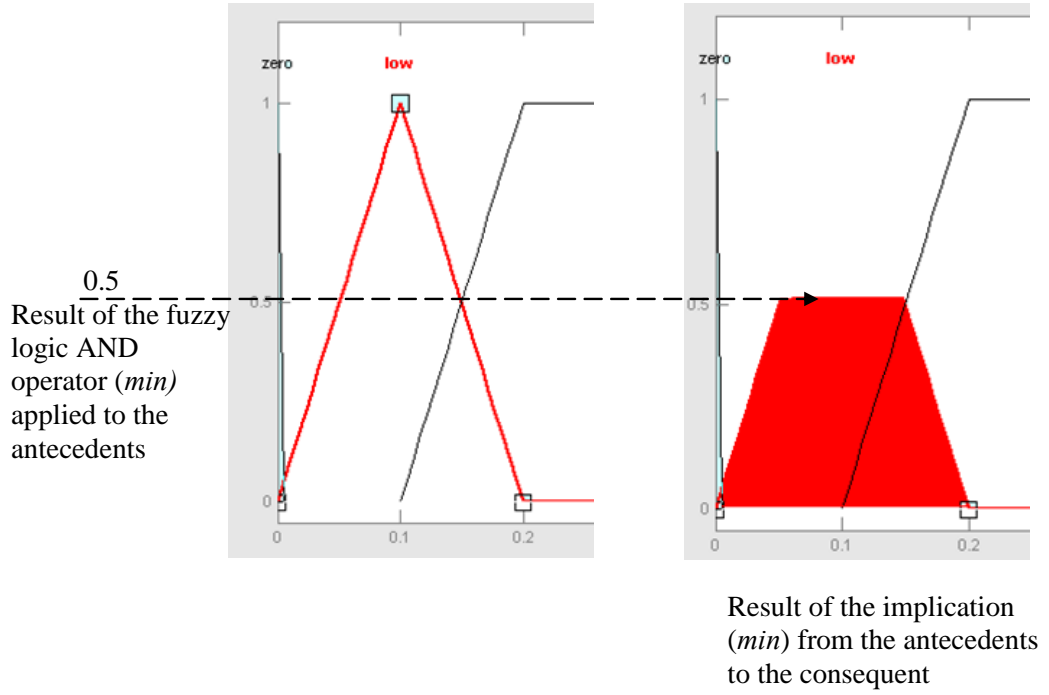 zero
low
1
0.5
0
0
0.1
0.2
0.5
Result of the fuzzy
logic AND
operator (min)
applied to the
antecedents
zero
low
1
0.5
0
0
0.1
0.2
Result of the implication
(min) from the antecedents
to the consequent